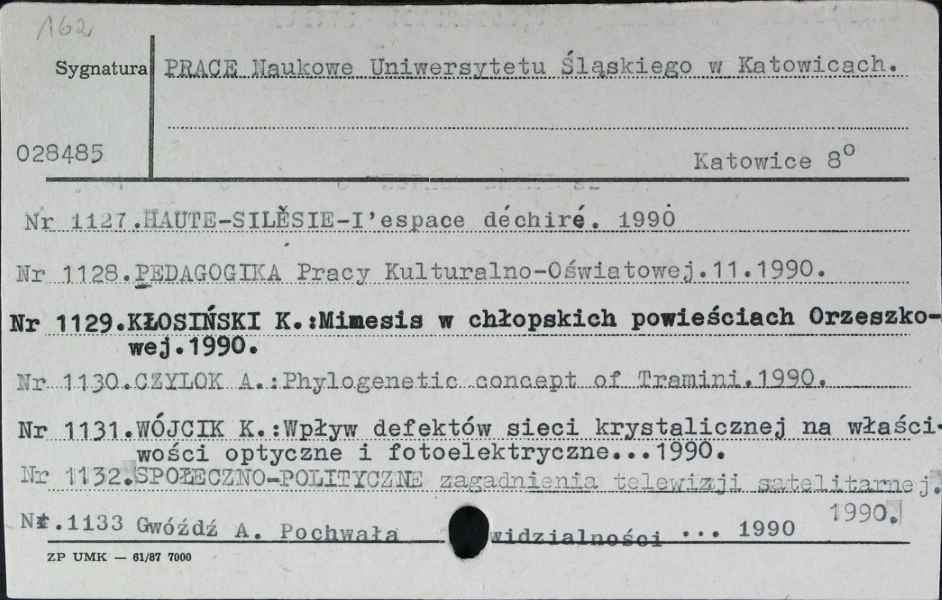 162
Sygnatura PRACE Naukowe Uniwersytetu Śląskiego w Katowicach.
028485 Katowice 8°
Nr 1127.HAUTE-SILĚSIE-I'espace déchiré. 1990
Nr 1128.PEDAGOGIKA Pracy Kulturalno-Oświatowej.11.1990.
Nr 1129.KŁOSIŃSKI K.:Mimesis w chłopskich powieściach Orzeszko-
wej.1990.
Nr 1130.CZYLOK A.:Phylogenetic concept of Tramini.1990.
Nr 1131.WÓJCIK K.:Wpływ defektów sieci krystalicznej na właści-
wości optyczne i fotoelektryczne...1990.
Nr 1132.SPOŁECZNO-POLITYCZNE zagadnienia telewizji satelitarnej.
1990.
Nr.1133 Gwóźdź A. Pochwała widzialności ... 1990
ZP UMK — 61/87 7000